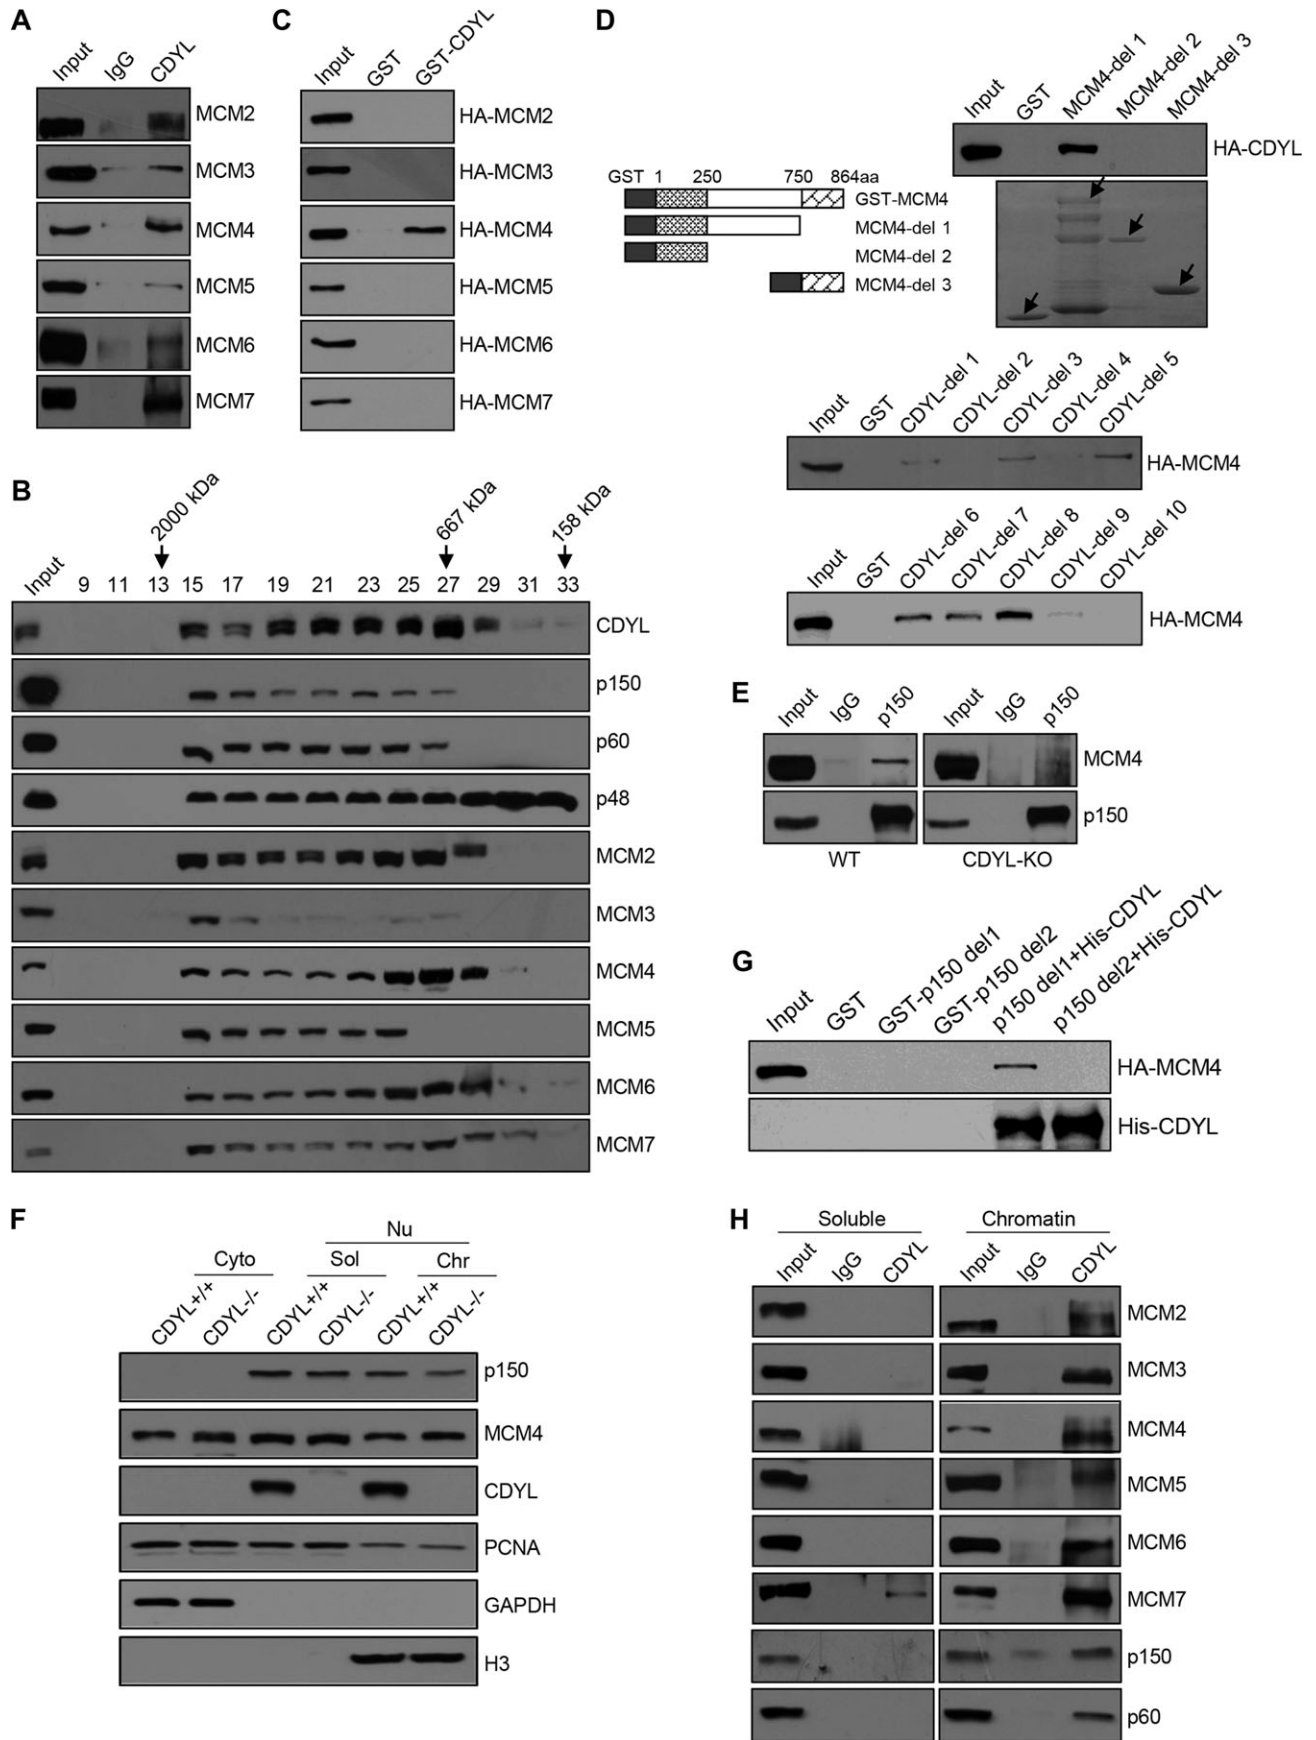 A
Input IgG CDYL
MCM2
MCM3
MCM4
MCM5
MCM6
MCM7
C
Input GST GST-CDYL
HA-MCM2
HA-MCM3
HA-MCM4
HA-MCM5
HA-MCM6
HA-MCM7
D
Input GST MCM4-del 1 MCM4-del 2 MCM4-del 3
HA-CDYL
GST 1 250 750 864aa
GST-MCM4
MCM4-del 1
MCM4-del 2
MCM4-del 3
Input GST CDYL-del 1 CDYL-del 2 CDYL-del 3 CDYL-del 4 CDYL-del 5
HA-MCM4
Input GST CDYL-del 6 CDYL-del 7 CDYL-del 8 CDYL-del 9 CDYL-del 10
HA-MCM4
B
2000 kDa 667 kDa 158 kDa
Input 9 11 13 15 17 19 21 23 25 27 29 31 33
CDYL
p150
p60
p48
MCM2
MCM3
MCM4
MCM5
MCM6
MCM7
E
Input IgG p150 Input IgG p150
MCM4
p150
WT CDYL-KO
G
Input GST GST-p150 del1 GST-p150 del2 p150 del1+His-CDYL p150 del2+His-CDYL
HA-MCM4
His-CDYL
F
Nu
Cyto Sol Chr
CDYL+/+ CDYL-/- CDYL+/+ CDYL-/- CDYL+/+ CDYL-/-
p150
MCM4
CDYL
PCNA
GAPDH
H3
H
Soluble Chromatin
Input IgG CDYL Input IgG CDYL
MCM2
MCM3
MCM4
MCM5
MCM6
MCM7
p150
p60